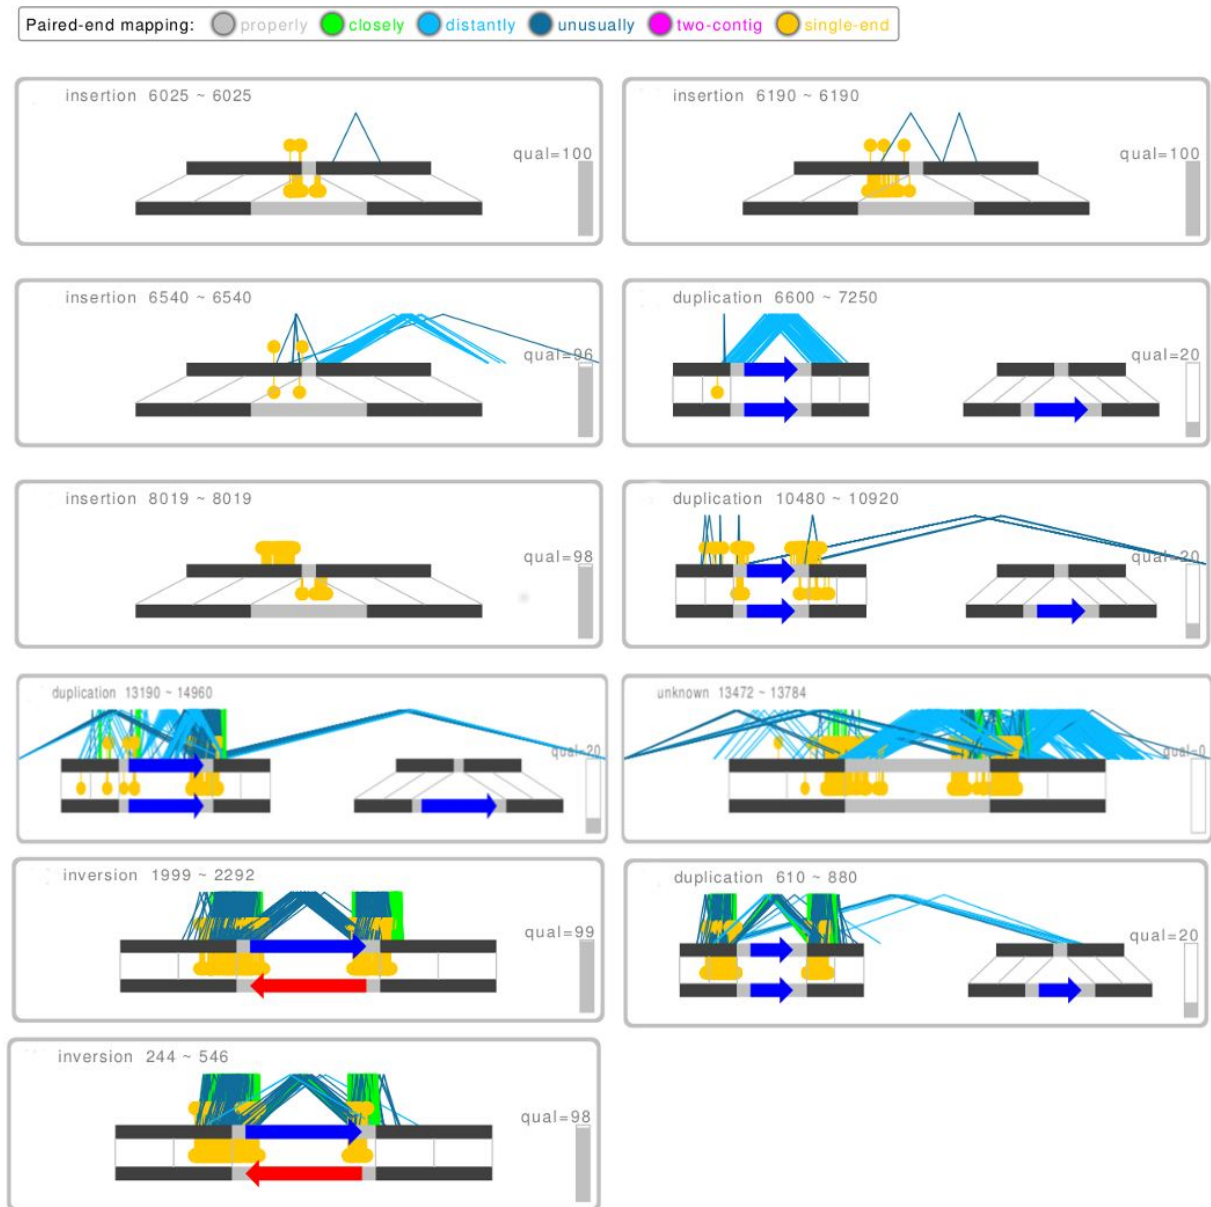 Paired-end mapping: properly closely distantly unusually two-contig single-end
insertion 6025 ~ 6025
qual=100
insertion 6190 ~ 6190
qual=100
insertion 6540 ~ 6540
qual=96
duplication 6600 ~ 7250
qual=20
insertion 8019 ~ 8019
qual=98
duplication 10480 ~ 10920
qual=20
duplication 13190 ~ 14960
qual=20
unknown 13472 ~ 13784
qual=0
inversion 1999 ~ 2292
qual=99
duplication 610 ~ 880
qual=20
inversion 244 ~ 546
qual=98